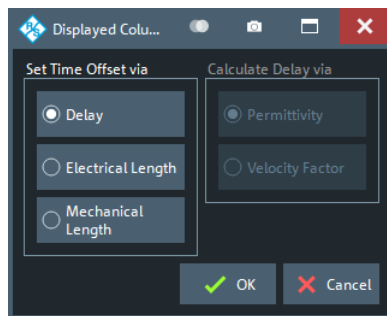 Displayed Colu...
Set Time Offset via
Calculate Delay via
Delay
Permittivity
Electrical Length
Velocity Factor
Mechanical
Length
OK
Cancel